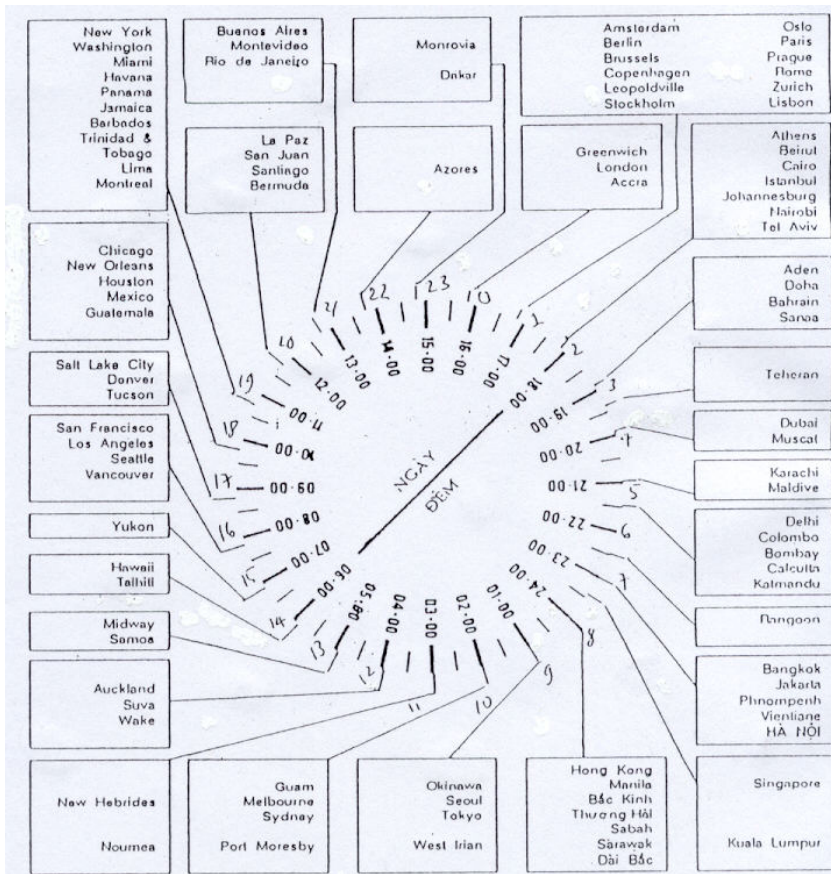 New York
Washington
Miami
Havana
Panama
Jamaica
Barbados
Trinidad &
Tobago
Lima
Montreal
Buenos Aires
Montevideo
Rio de Janeiro
La Paz
San Juan
Santiago
Bermuda
Monrovia
Dakar
Azores
Amsterdam
Berlin
Brussels
Copenhagen
Leopoldville
Stockholm
Oslo
Paris
Prague
Rome
Zurich
Lisbon
Greenwich
London
Accra
Athens
Beirut
Cairo
Istanbul
Johannesburg
Nairobi
Tel Aviv
Chicago
New Orleans
Houston
Mexico
Guatemala
Aden
Doha
Bahrain
Sanaa
Salt Lake City
Denver
Tucson
Teheran
San Francisco
Los Angeles
Seattle
Vancouver
Dubai
Muscat
Karachi
Maldive
Yukon
Delhi
Colombo
Bombay
Calcutta
Katmandu
Hawaii
Taihiti
Rangoon
Midway
Samoa
Auckland
Suva
Wake
Bangkok
Jakarta
Phnompenh
Vientiane
HÀ NỘI
New Hebrides
Noumea
Guam
Melbourne
Sydney
Port Moresby
Okinawa
Seoul
Tokyo
West Irian
Hong Kong
Manila
Bắc Kinh
Thượng Hải
Sabah
Sarawak
Đài Bắc
Singapore
Kuala Lumpur
22
23
0
1
2
3
5
6
7
8
9
10
11
12
13
14
15
16
17
18
19
20
21
13.00
14.00
15.00
16.00
17.00
18.00
19.00
20.00
21.00
22.00
23.00
24.00
01.00
02.00
03.00
04.00
05.00
06.00
07.00
08.00
09.00
10.00
11.00
12.00
NGÀY
ĐÊM